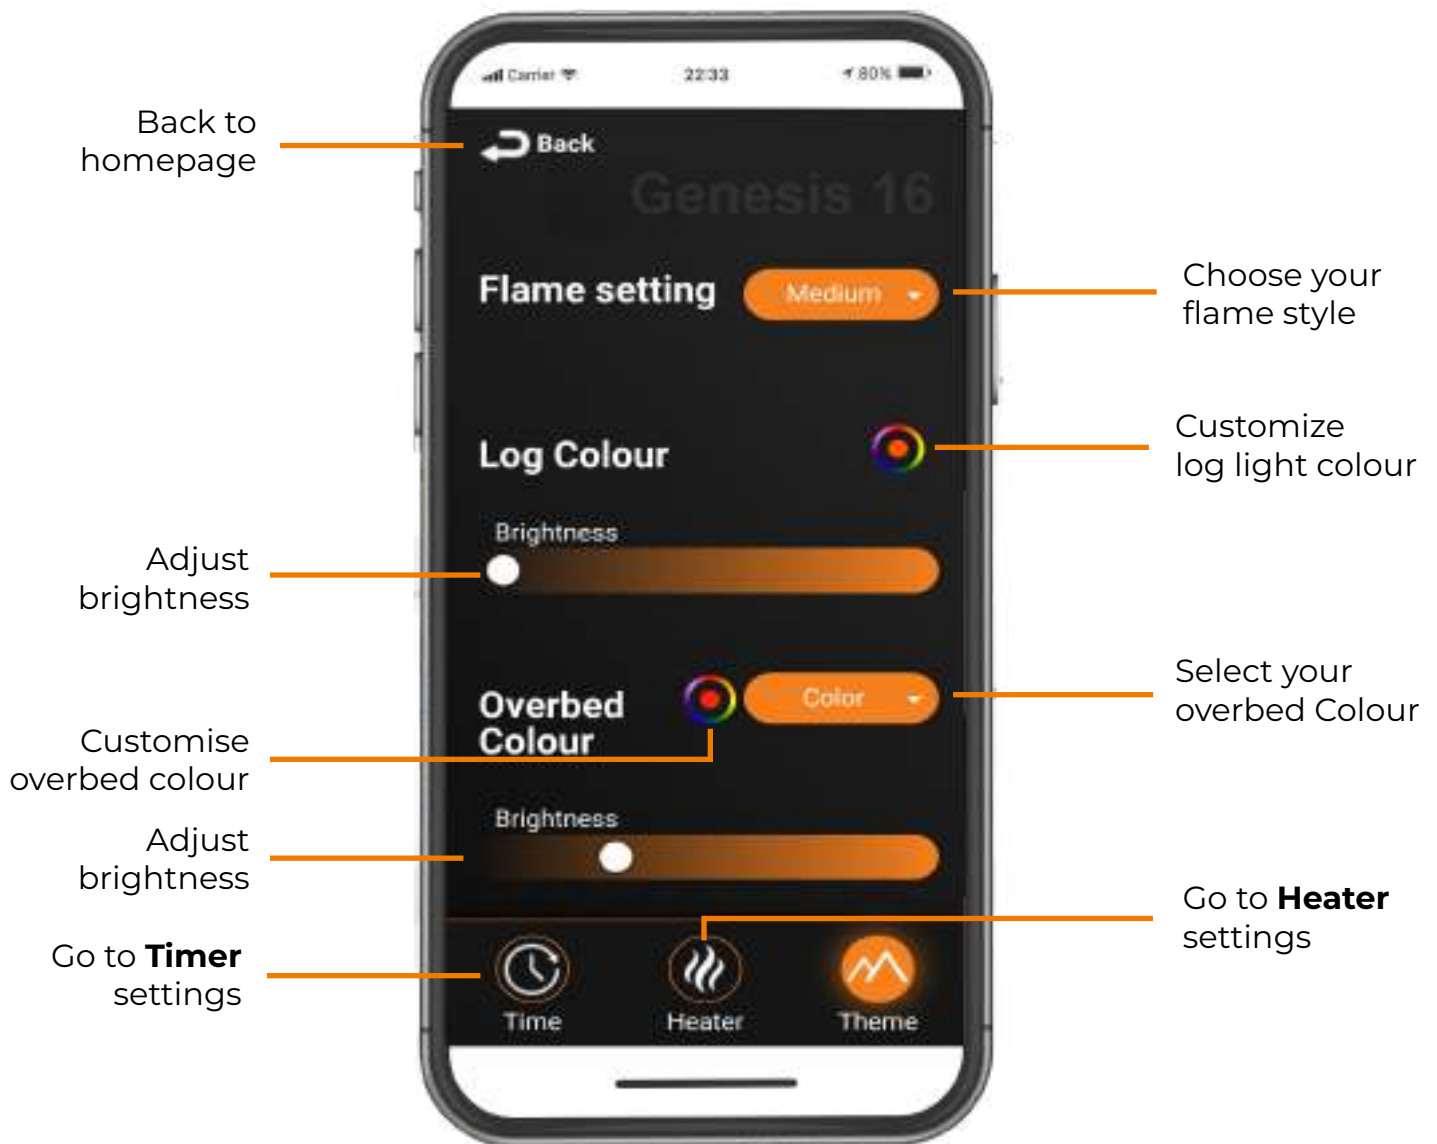 Carrier
22:33
80%
Back to
homepage
Back
Genesis 16
Flame setting
Medium
Choose your
flame style
Log Colour
Customize
log light colour
Brightness
Adjust
brightness
Overbed
Colour
Color
Select your
overbed Colour
Customise
overbed colour
Brightness
Adjust
brightness
Go to Heater
settings
Go to Timer
settings
Time
Heater
Theme